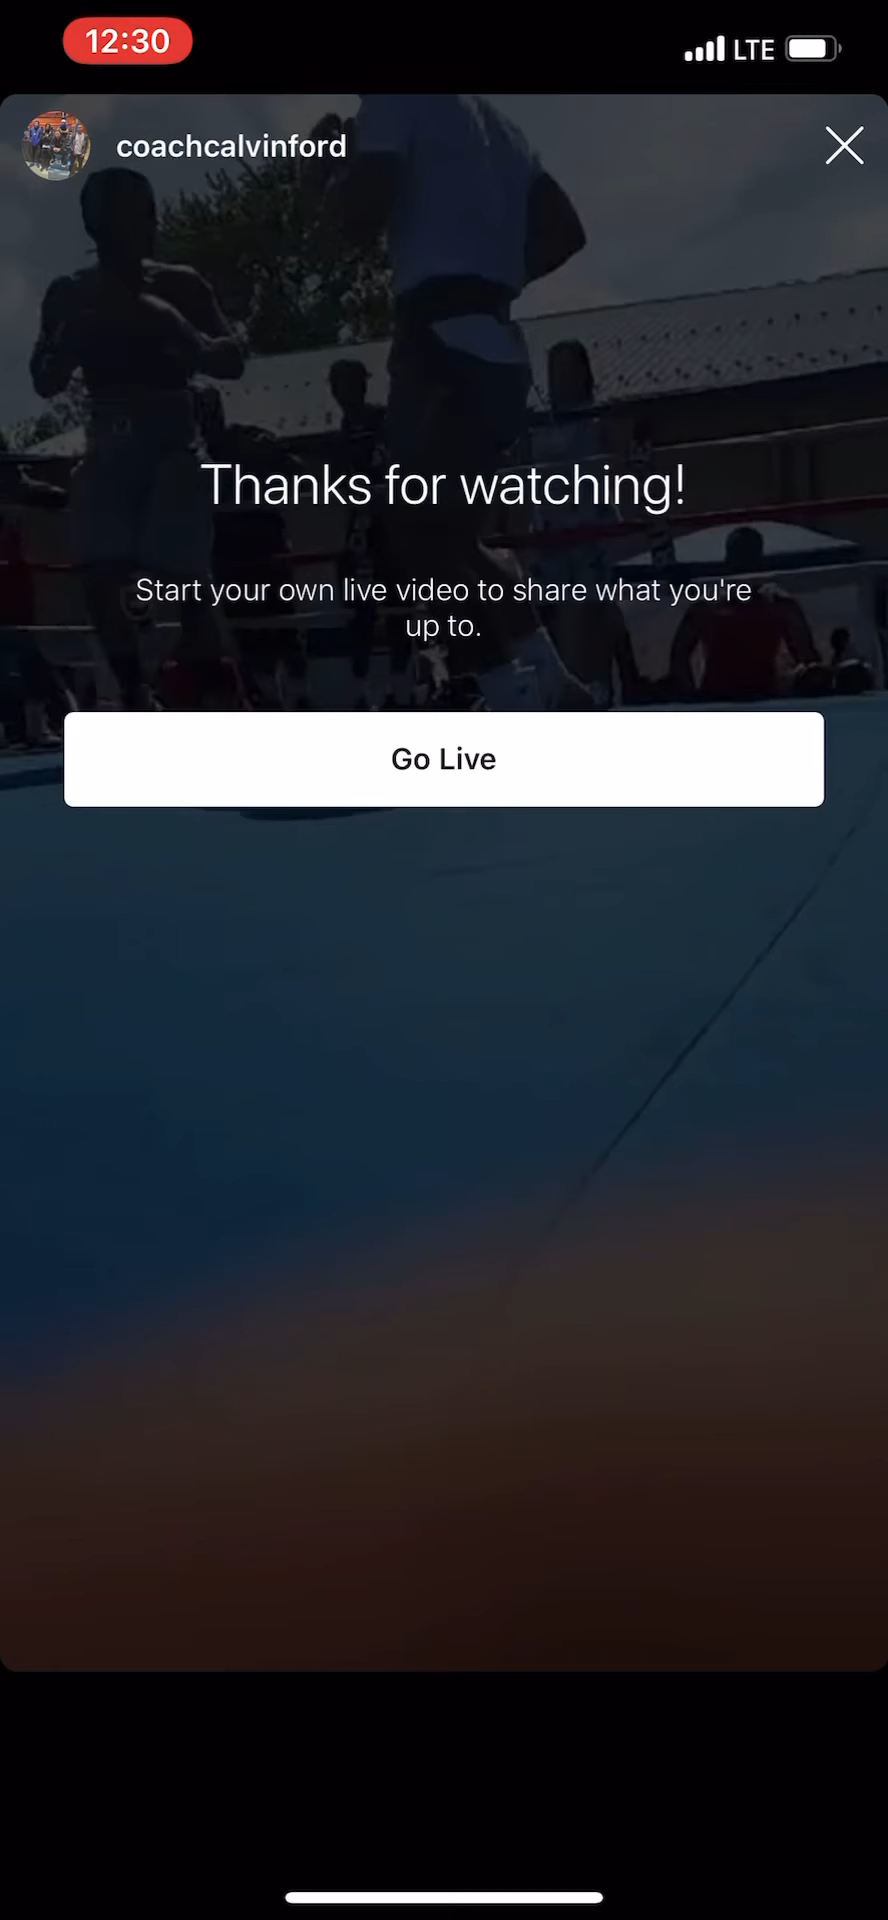 12:30
LTE
coachcalvinford
Thanks for watching!
Start your own live video to share what you're
up to.
Go Live